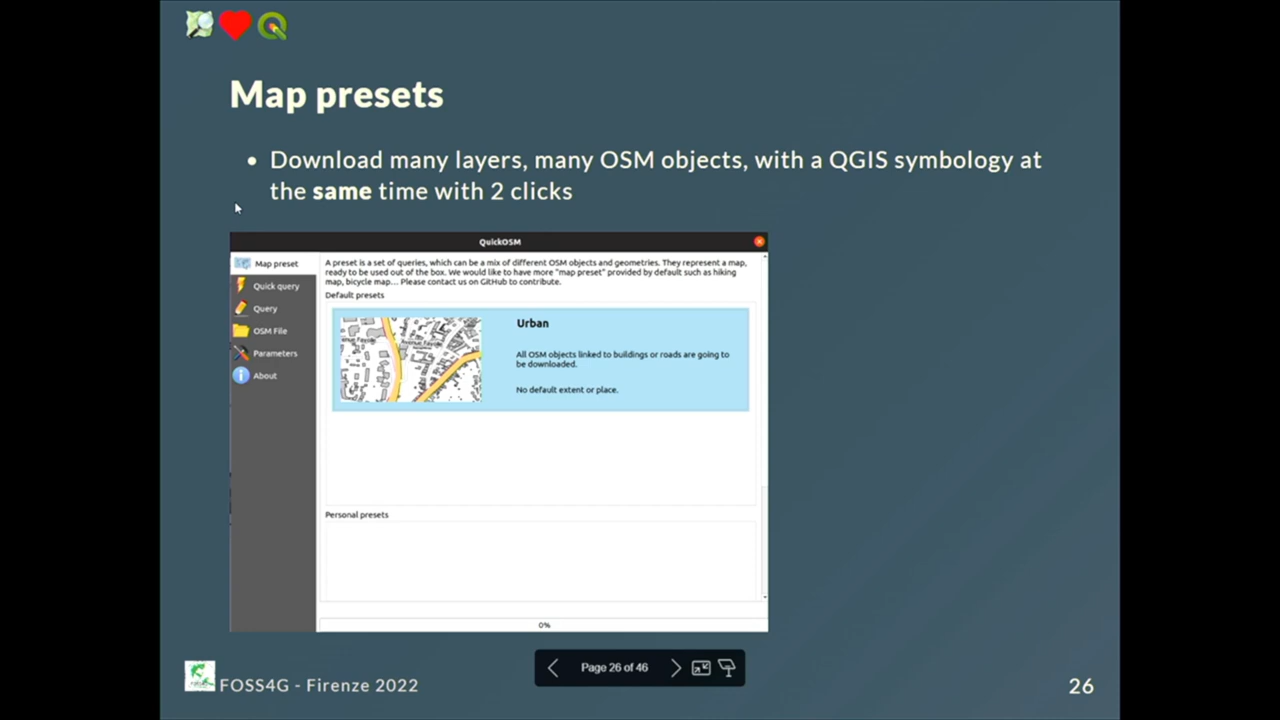 Map presets
• Download many layers, many OSM objects, with a QGIS symbology at
the same time with 2 clicks
QuickOSM
Map preset
Quick query
Query
OSM File
Parameters
About
A preset is a set of queries, which can be a mix of different OSM objects and geometries. They represent a map,
ready to be used out of the box. We would like to have more "map preset" provided by default such as hiking
map, bicycle map... Please contact us on GitHub to contribute.
Default presets
Urban
All OSM objects linked to buildings or roads are going to
be downloaded.
No default extent or place.
Personal presets
0%
Page 26 of 46
FOSS4G - Firenze 2022
26